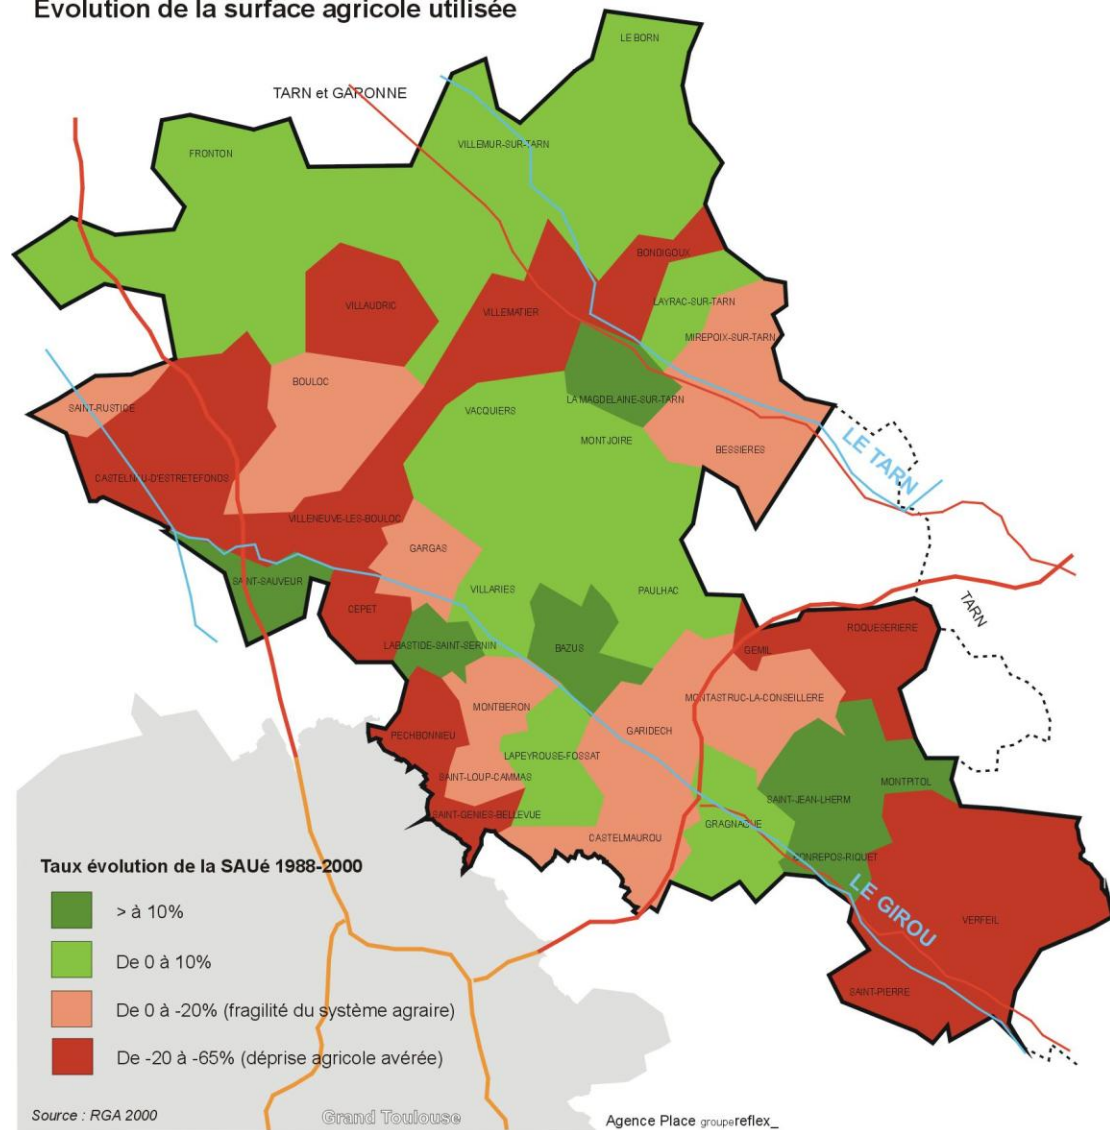 Evolution de la surface agricole utilisée
LE BORN
TARN et GARONNE
FRONTON
VILLEMUR-SUR-TARN
BONDIGOUX
LAYRAC-SUR-TARN
VILLAUDRIC
VILLEMATIER
MIREPOIX-SUR-TARN
BOULOC
SAINT-RUSTICE
VACQUIERS
LA MAGDELAINE-SUR-TARN
MONTJOIRE
BESSIERES
LE TARN
CASTELNAU-D'ESTRETEFONDS
VILLENEUVE-LES-BOULOC
GARGAS
SAINT-SAUVEUR
CEPET
VILLARIES
PAULHAC
TARN
LABASTIDE-SAINT-SERNIN
BAZUS
GEMIL
ROQUESERIERE
MONTBERON
MONTASTRUC-LA-CONSEILLERE
PECHBONNIEU
GARIDECH
LAPEYROUSE-FOSSAT
SAINT-LOUP-CAMMAS
MONTPITOL
SAINT-JEAN-LHERM
SAINT-GENIES-BELLEVUE
CASTELMAUROU
GRAGNAGUE
CONREPOS-RIQUET
LE GIROU
VERFEIL
SAINT-PIERRE
Taux évolution de la SAUé 1988-2000
> à 10%
De 0 à 10%
De 0 à -20% (fragilité du système agraire)
De -20 à -65% (déprise agricole avérée)
Source : RGA 2000
Grand Toulouse
Agence Place groupereflex_